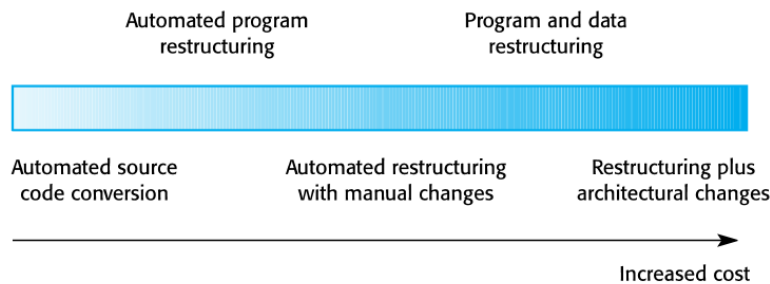 Automated program
restructuring
Program and data
restructuring
Automated source
code conversion
Automated restructuring
with manual changes
Restructuring plus
architectural changes
Increased cost